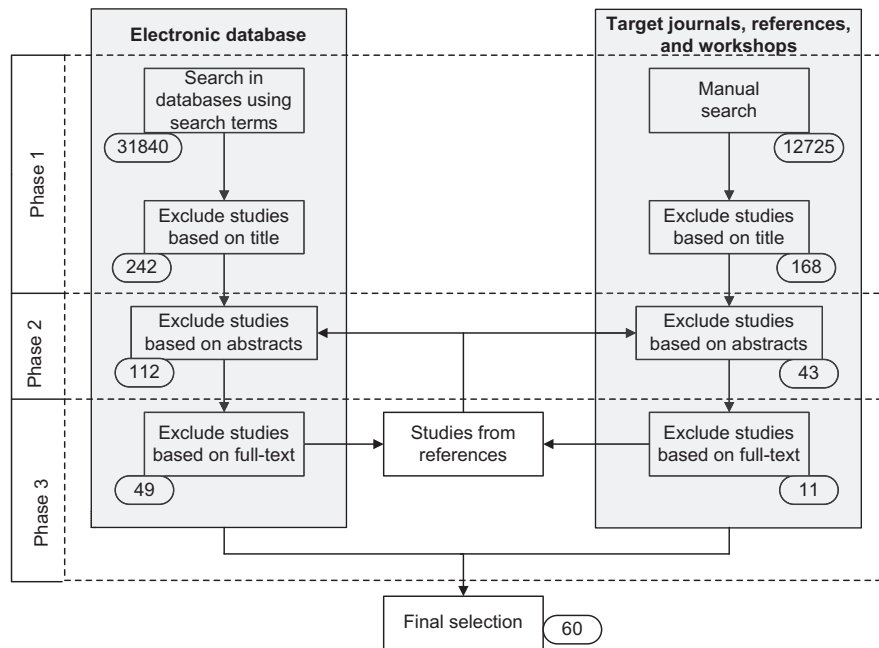 Electronic database
Target journals, references,
and workshops
Phase 1
Search in
databases using
search terms
31840
Manual
search
12725
Exclude studies
based on title
242
Exclude studies
based on title
168
Phase 2
Exclude studies
based on abstracts
112
Exclude studies
based on abstracts
43
Phase 3
Exclude studies
based on full-text
49
Studies from
references
Exclude studies
based on full-text
11
Final selection
60